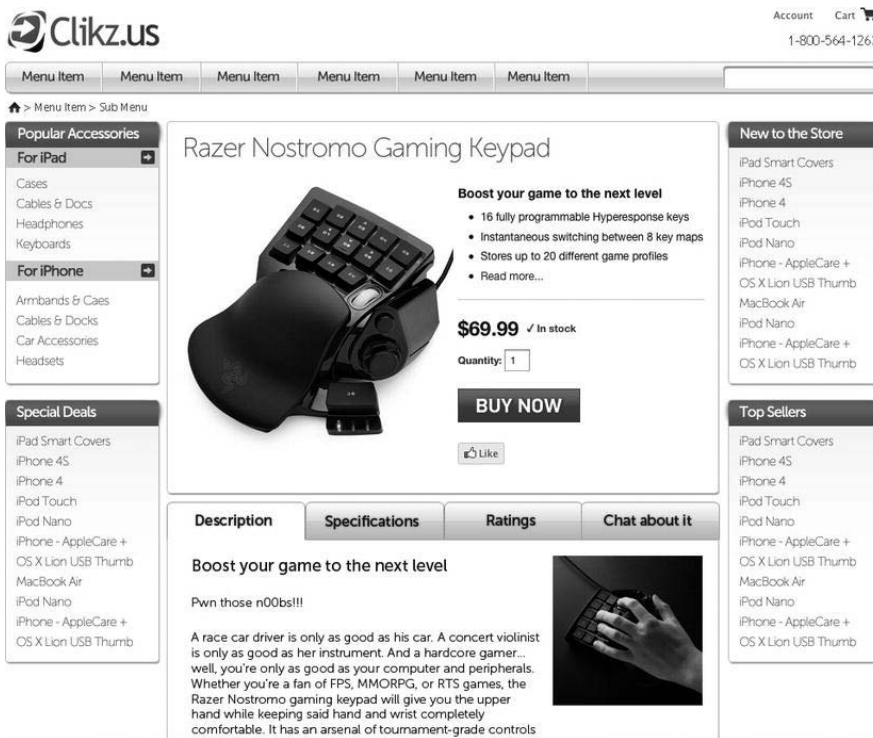 Clikz.us
Account Cart
1-800-564-126
Menu Item Menu Item Menu Item Menu Item Menu Item Menu Item
> Menu Item > Sub Menu
Popular Accessories
For iPad
Cases
Cables & Docs
Headphones
Keyboards
For iPhone
Armbands & Caes
Cables & Docks
Car Accessories
Headsets
Special Deals
iPad Smart Covers
iPhone 4S
iPhone 4
iPod Touch
iPod Nano
iPhone - AppleCare +
OS X Lion USB Thumb
MacBook Air
iPod Nano
iPhone - AppleCare +
OS X Lion USB Thumb
Razer Nostromo Gaming Keypad
Boost your game to the next level
• 16 fully programmable Hyperesponse keys
• Instantaneous switching between 8 key maps
• Stores up to 20 different game profiles
• Read more...
$69.99 ✓ In stock
Quantity: 1
BUY NOW
Like
Description Specifications Ratings Chat about it
Boost your game to the next level
Pwn those n00bs!!!
A race car driver is only as good as his car. A concert violinist
is only as good as her instrument. And a hardcore gamer...
well, you're only as good as your computer and peripherals.
Whether you're a fan of FPS, MMORPG, or RTS games, the
Razer Nostromo gaming keypad will give you the upper
hand while keeping said hand and wrist completely
comfortable. It has an arsenal of tournament-grade controls
New to the Store
iPad Smart Covers
iPhone 4S
iPhone 4
iPod Touch
iPod Nano
iPhone - AppleCare +
OS X Lion USB Thumb
MacBook Air
iPod Nano
iPhone - AppleCare +
OS X Lion USB Thumb
Top Sellers
iPad Smart Covers
iPhone 4S
iPhone 4
iPod Touch
iPod Nano
iPhone - AppleCare +
OS X Lion USB Thumb
MacBook Air
iPod Nano
iPhone - AppleCare +
OS X Lion USB Thumb